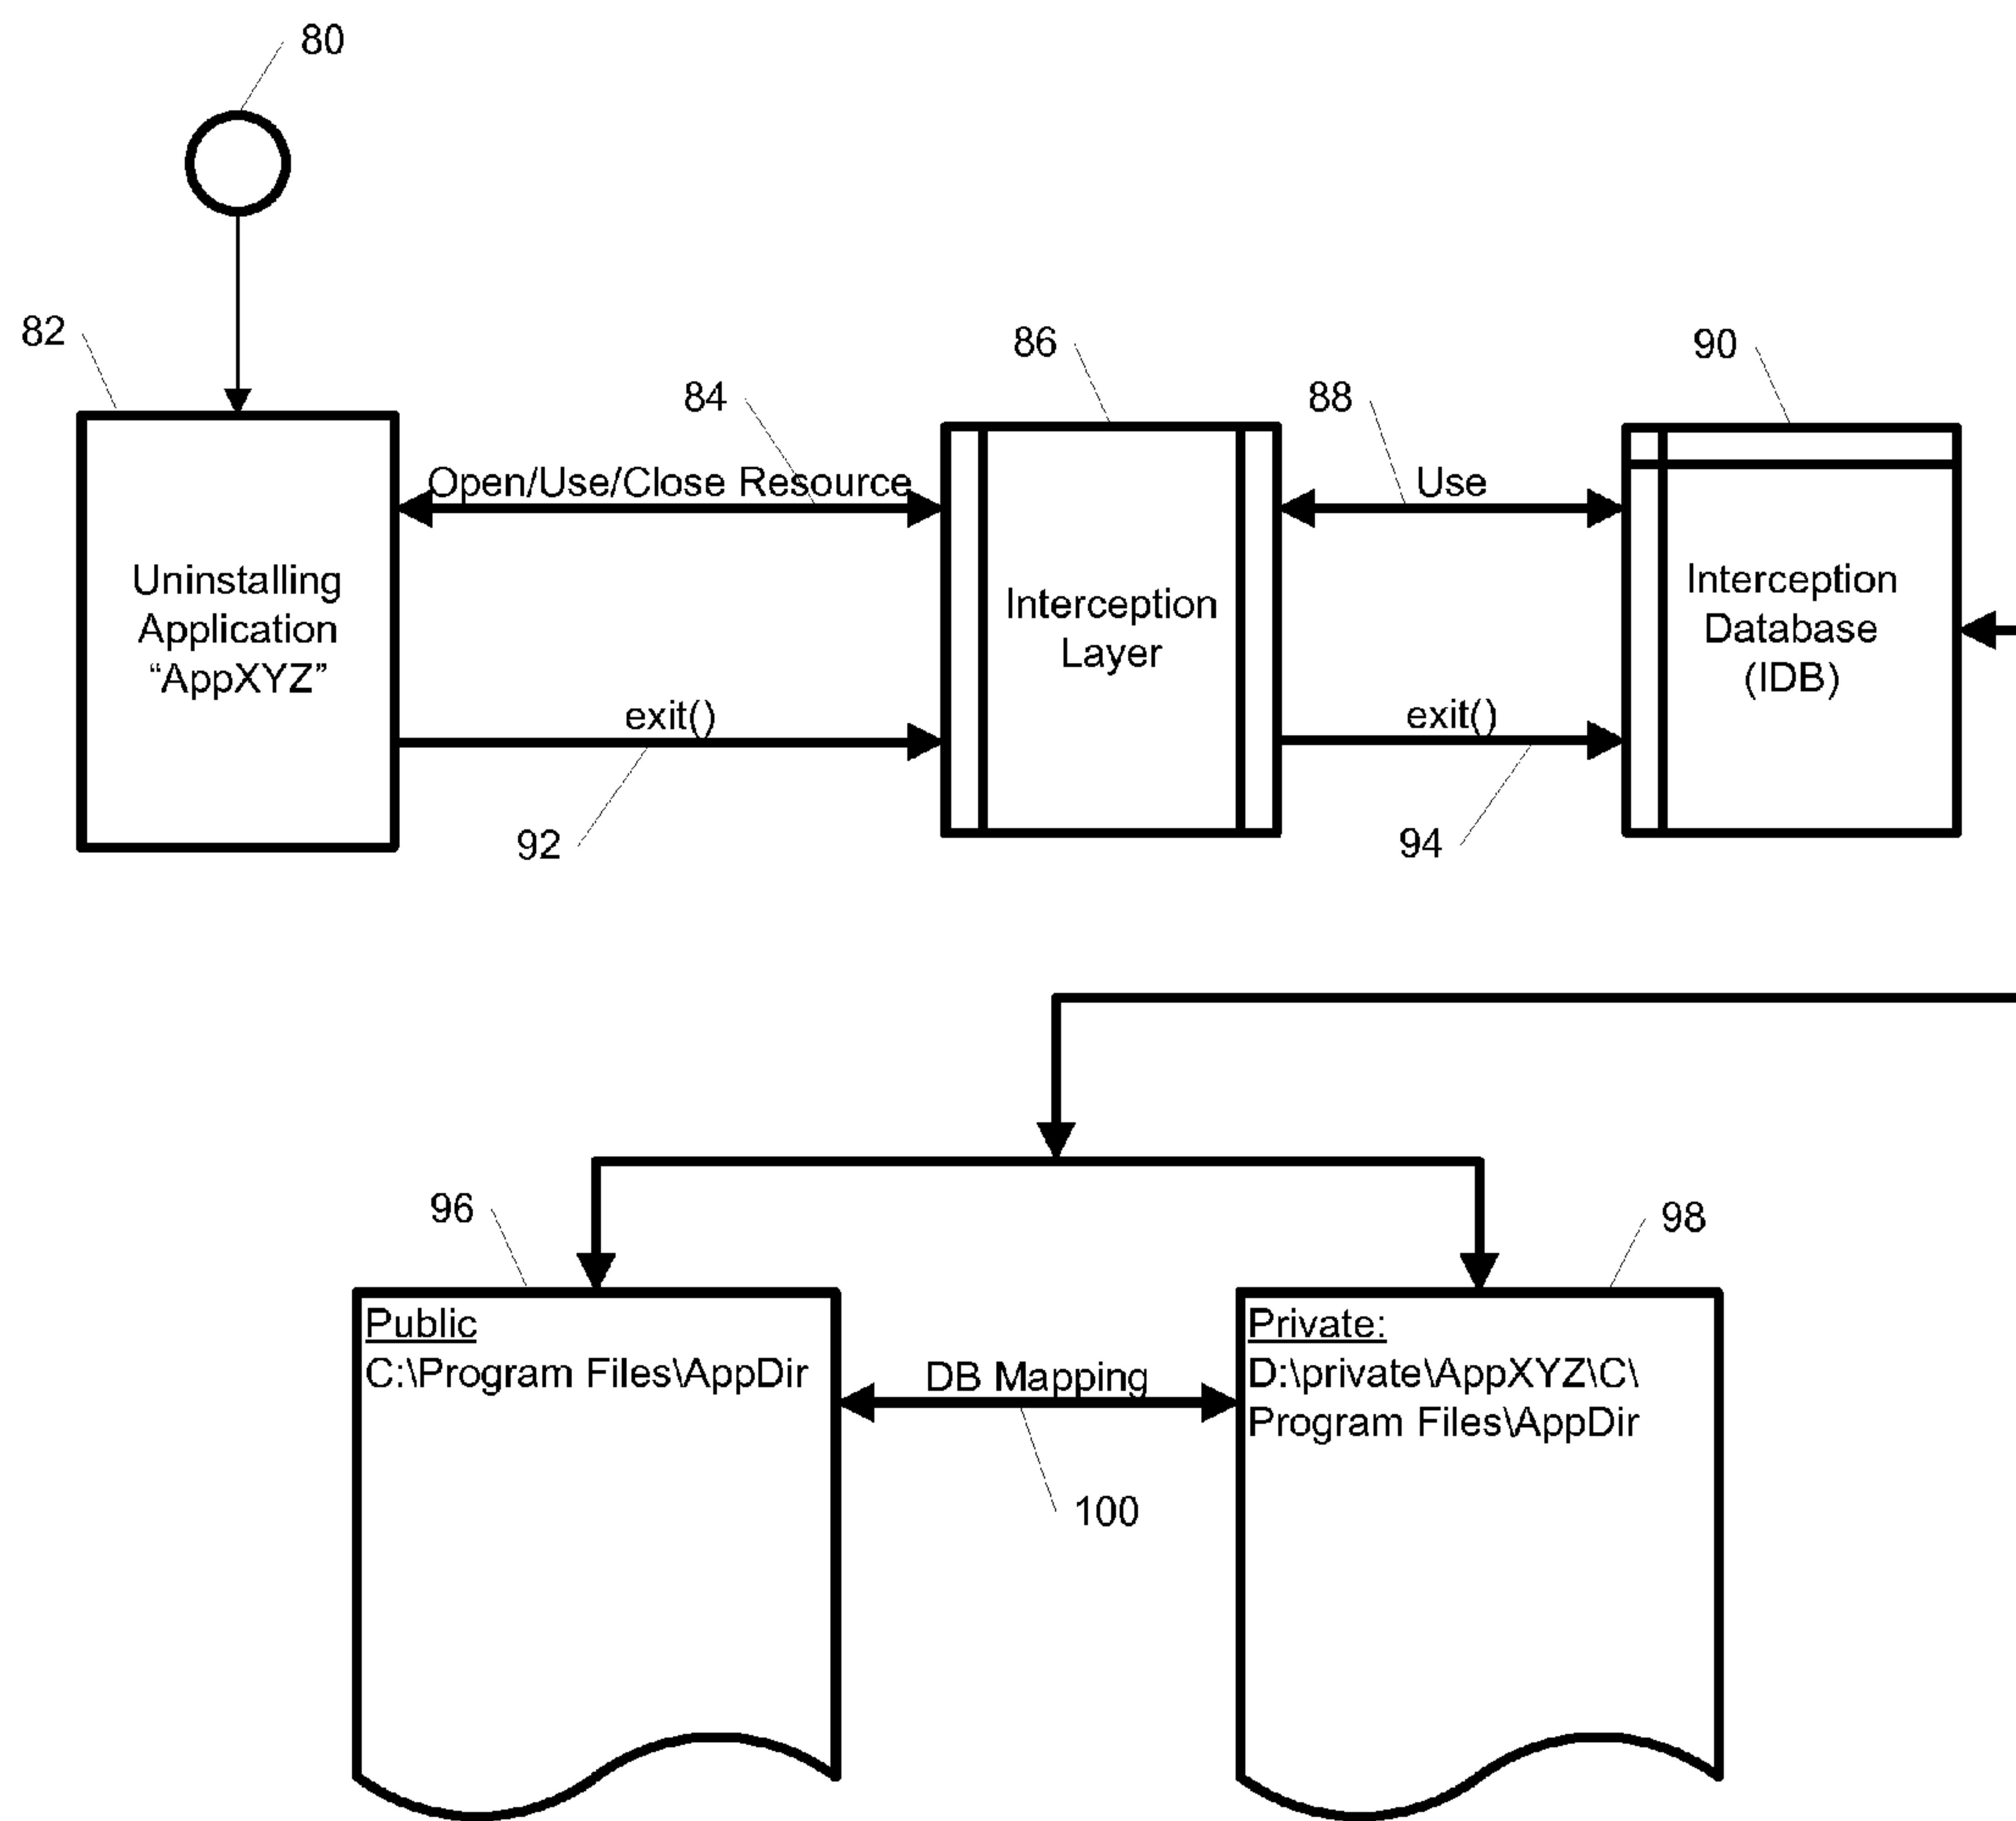 80
82
86
90
84
88
Open/Use/Close Resource
Use
Uninstalling
Application
“AppXYZ”
Interception
Layer
Interception
Database
(IDB)
exit()
exit()
92
94
96
98
Public
C:\Program Files\AppDir
DB Mapping
Private:
D:\private\AppXYZ\C\
Program Files\AppDir
100